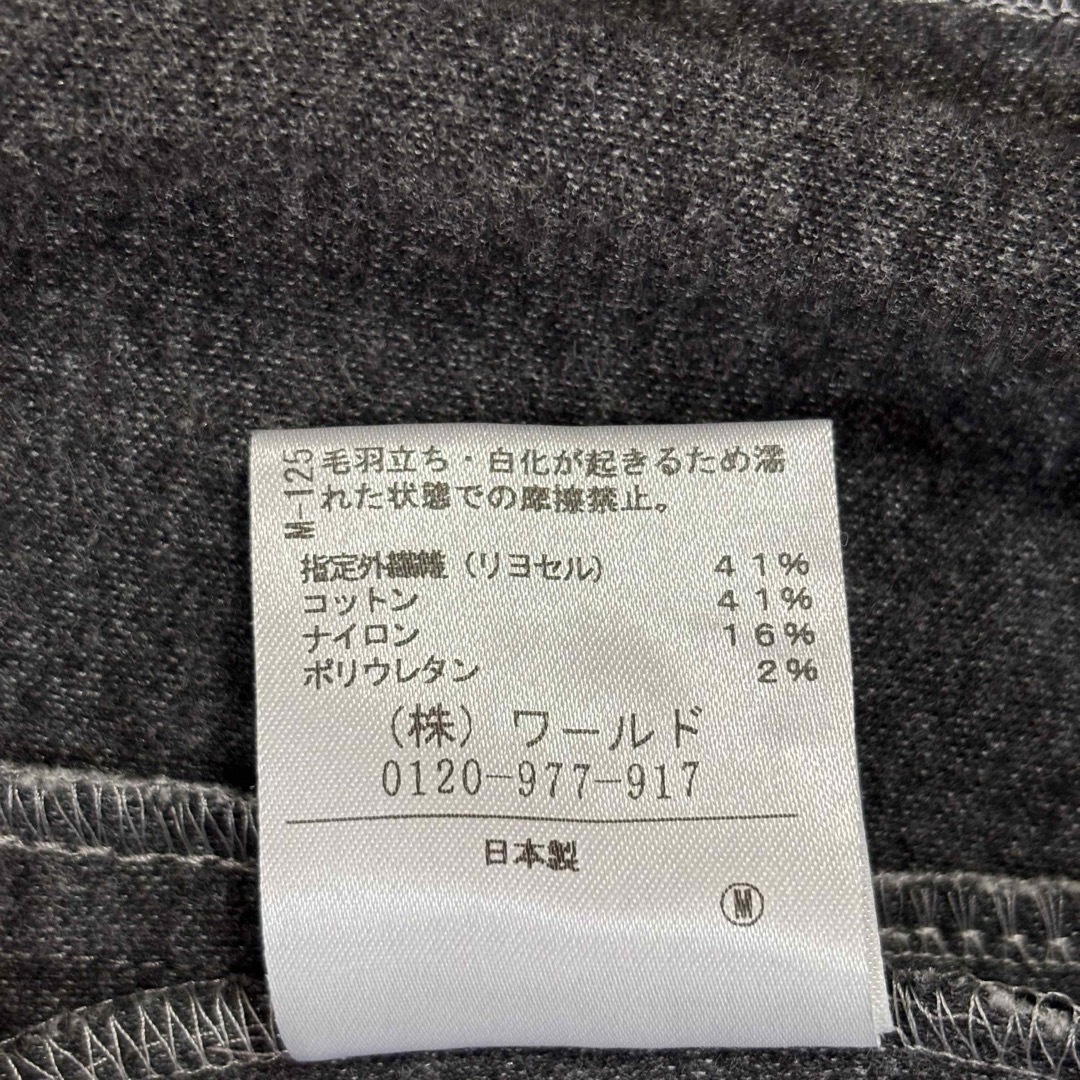 M-125
毛羽立ち・白化が起きるため濡
れた状態での摩擦禁止。
指定外繊維(リヨセル) 41%
コットン 41%
ナイロン 16%
ポリウレタン 2%
(株)ワールド
0120-977-917
日本製
M